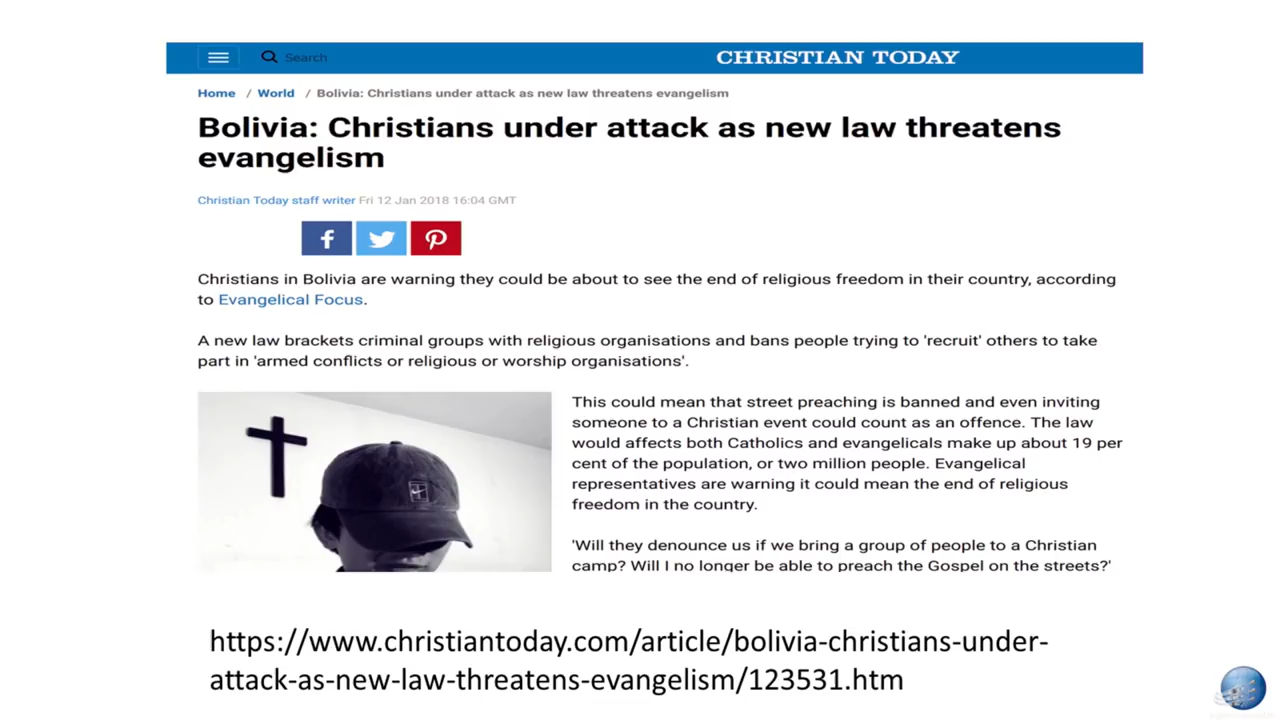 Search
CHRISTIAN TODAY
Home / World / Bolivia: Christians under attack as new law threatens evangelism
Bolivia: Christians under attack as new law threatens
evangelism
Christian Today staff writer Fri 12 Jan 2018 16:04 GMT
Christians in Bolivia are warning they could be about to see the end of religious freedom in their country, according
to Evangelical Focus.
A new law brackets criminal groups with religious organisations and bans people trying to 'recruit' others to take
part in 'armed conflicts or religious or worship organisations'.
This could mean that street preaching is banned and even inviting
someone to a Christian event could count as an offence. The law
would affects both Catholics and evangelicals make up about 19 per
cent of the population, or two million people. Evangelical
representatives are warning it could mean the end of religious
freedom in the country.
'Will they denounce us if we bring a group of people to a Christian
camp? Will I no longer be able to preach the Gospel on the streets?'
https://www.christiantoday.com/article/bolivia-christians-under-
attack-as-new-law-threatens-evangelism/123531.htm